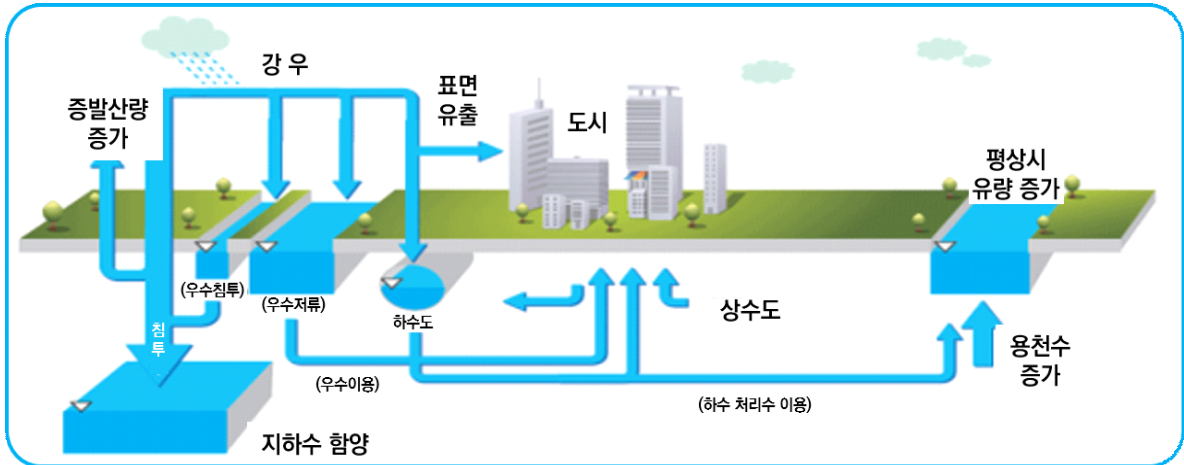 강 우
표면
유출
증발산량
증가
도시
평상시
유량 증가
(우수침투)
(우수저류)
하수도
상수도
침
투
용천수
증가
(우수이용)
(하수 처리수 이용)
지하수 함양